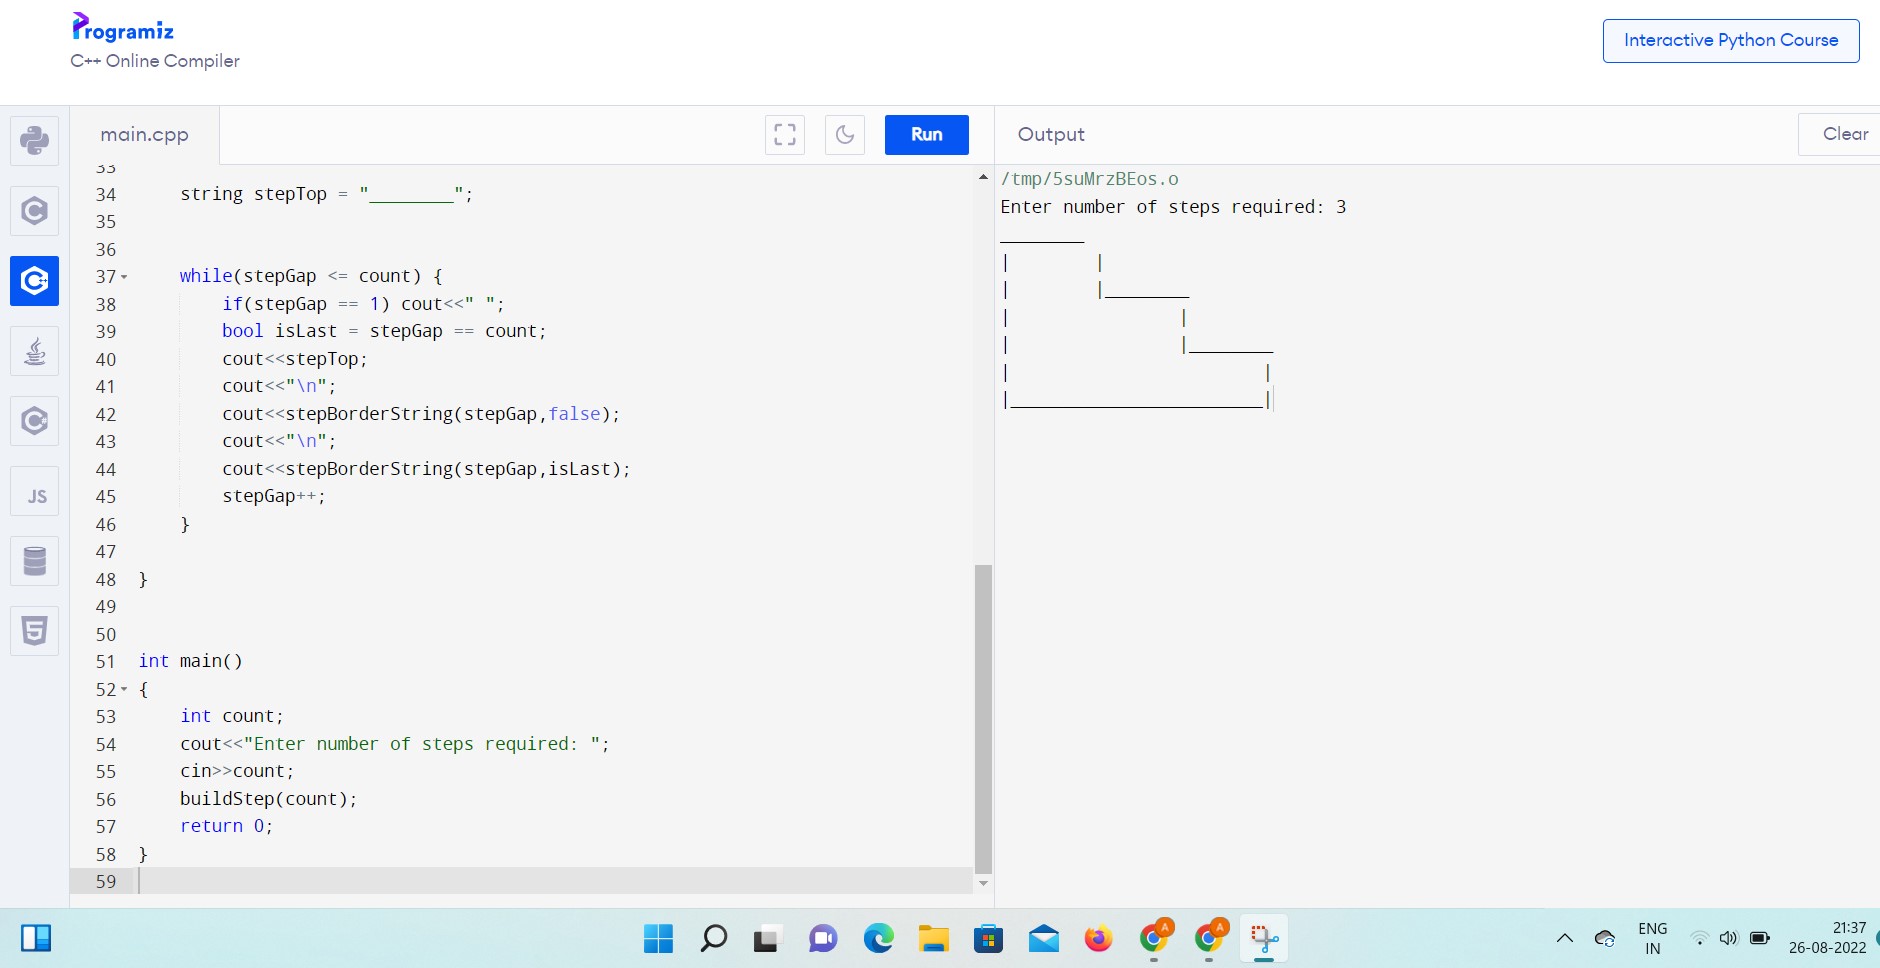 Programiz
C++ Online Compiler
Interactive Python Course
main.cpp
Run
Output
Clear
33
34 string stepTop = "________";
35
36
37 while(stepGap <= count) {
38 if(stepGap == 1) cout<<" ";
39 bool isLast = stepGap == count;
40 cout<<stepTop;
41 cout<<"\n";
42 cout<<stepBorderString(stepGap,false);
43 cout<<"\n";
44 cout<<stepBorderString(stepGap,isLast);
45 stepGap++;
46 }
47
48 }
49
50
51 int main()
52 {
53 int count;
54 cout<<"Enter number of steps required: ";
55 cin>>count;
56 buildStep(count);
57 return 0;
58 }
59
/tmp/5suMrzBEos.o
Enter number of steps required: 3
________
|        |
|        |________
|                |
|                |________
|                        |
|________________________|
JS
ENG
IN
21:37
26-08-2022